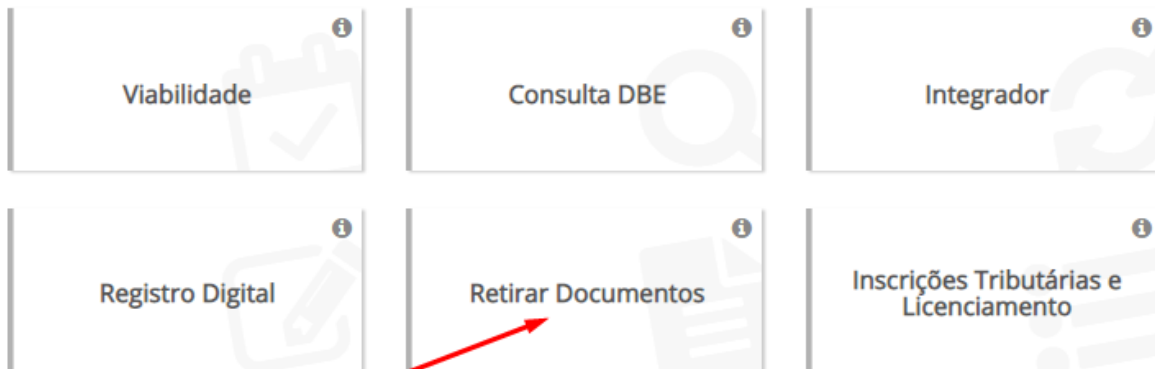 Viabilidade
Consulta DBE
Integrador
Registro Digital
Retirar Documentos
Inscrições Tributárias e
Licenciamento